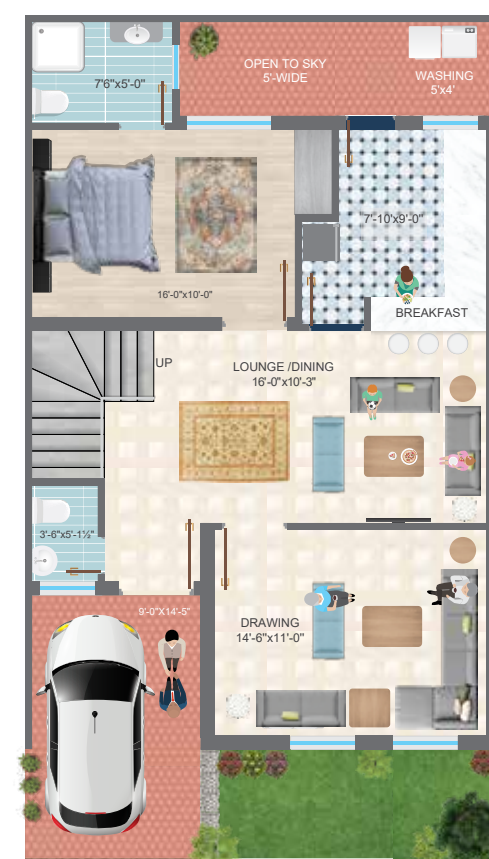 7'6"x5'-0"
OPEN TO SKY
5'-WIDE
WASHING
5'x4'
7'-10'x9'-0"
16'-0"x10'-0"
BREAKFAST
UP
LOUNGE /DINING
16'-0"x10'-3"
3'-6"x5'-1½"
9'-0"X14'-5"
DRAWING
14'-6"x11'-0"